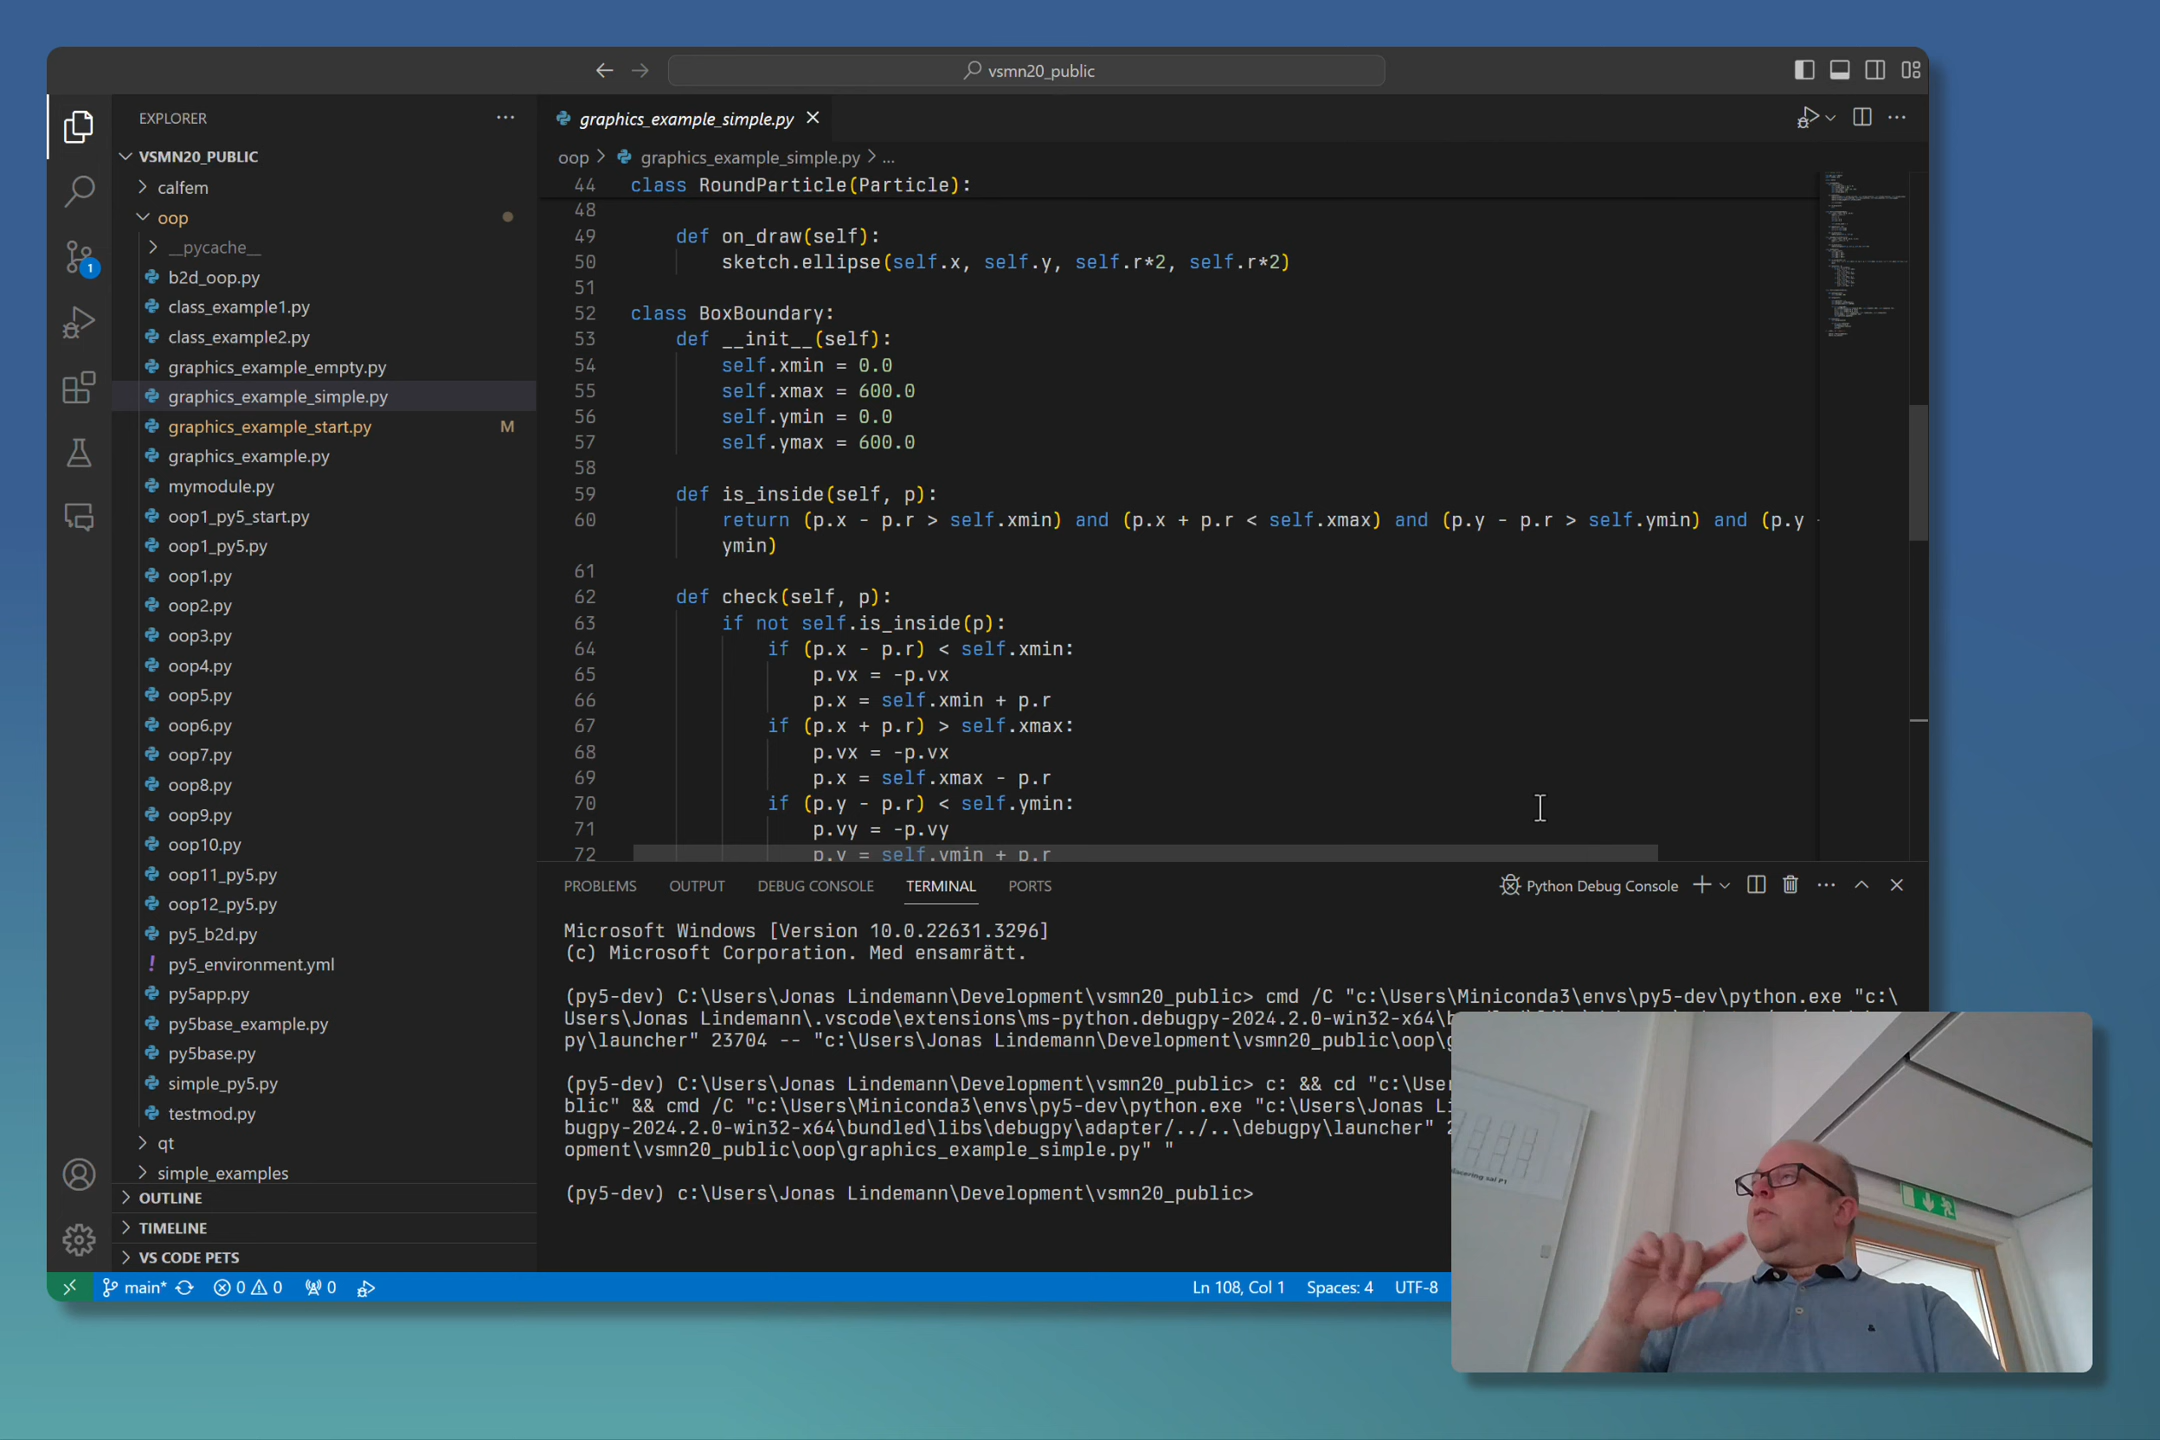 vsmn20_public
EXPLORER
VSMN20_PUBLIC
calfem
oop
__pycache__
b2d_oop.py
class_example1.py
class_example2.py
graphics_example_empty.py
graphics_example_simple.py
graphics_example_start.py M
graphics_example.py
mymodule.py
oop1_py5_start.py
oop1_py5.py
oop1.py
oop2.py
oop3.py
oop4.py
oop5.py
oop6.py
oop7.py
oop8.py
oop9.py
oop10.py
oop11_py5.py
oop12_py5.py
py5_b2d.py
! py5_environment.yml
py5app.py
py5base_example.py
py5base.py
simple_py5.py
testmod.py
qt
simple_examples
OUTLINE
TIMELINE
VS CODE PETS
1
graphics_example_simple.py
oop > graphics_example_simple.py > ...
44 class RoundParticle(Particle):
48
49 def on_draw(self):
50 sketch.ellipse(self.x, self.y, self.r*2, self.r*2)
51
52 class BoxBoundary:
53 def __init__(self):
54 self.xmin = 0.0
55 self.xmax = 600.0
56 self.ymin = 0.0
57 self.ymax = 600.0
58
59 def is_inside(self, p):
60 return (p.x - p.r > self.xmin) and (p.x + p.r < self.xmax) and (p.y - p.r > self.ymin) and (p.y
ymin)
61
62 def check(self, p):
63 if not self.is_inside(p):
64 if (p.x - p.r) < self.xmin:
65 p.vx = -p.vx
66 p.x = self.xmin + p.r
67 if (p.x + p.r) > self.xmax:
68 p.vx = -p.vx
69 p.x = self.xmax - p.r
70 if (p.y - p.r) < self.ymin:
71 p.vy = -p.vy
72 p.y = self.ymin + p.r
PROBLEMS OUTPUT DEBUG CONSOLE TERMINAL PORTS Python Debug Console
Microsoft Windows [Version 10.0.22631.3296]
(c) Microsoft Corporation. Med ensamrätt.
(py5-dev) C:\Users\Jonas Lindemann\Development\vsmn20_public> cmd /C "c:\Users\Miniconda3\envs\py5-dev\python.exe "c:\
Users\Jonas Lindemann\.vscode\extensions\ms-python.debugpy-2024.2.0-win32-x64\
py\launcher" 23704 -- "c:\Users\Jonas Lindemann\Development\vsmn20_public\oop\
(py5-dev) C:\Users\Jonas Lindemann\Development\vsmn20_public> c: && cd "c:\Use
blic" && cmd /C "c:\Users\Miniconda3\envs\py5-dev\python.exe "c:\Users\Jonas L
bugpy-2024.2.0-win32-x64\bundled\libs\debugpy\adapter/../..\debugpy\launcher"
opment\vsmn20_public\oop\graphics_example_simple.py" "
(py5-dev) c:\Users\Jonas Lindemann\Development\vsmn20_public>
main* 0 0 0 Ln 108, Col 1 Spaces: 4 UTF-8
sal P1